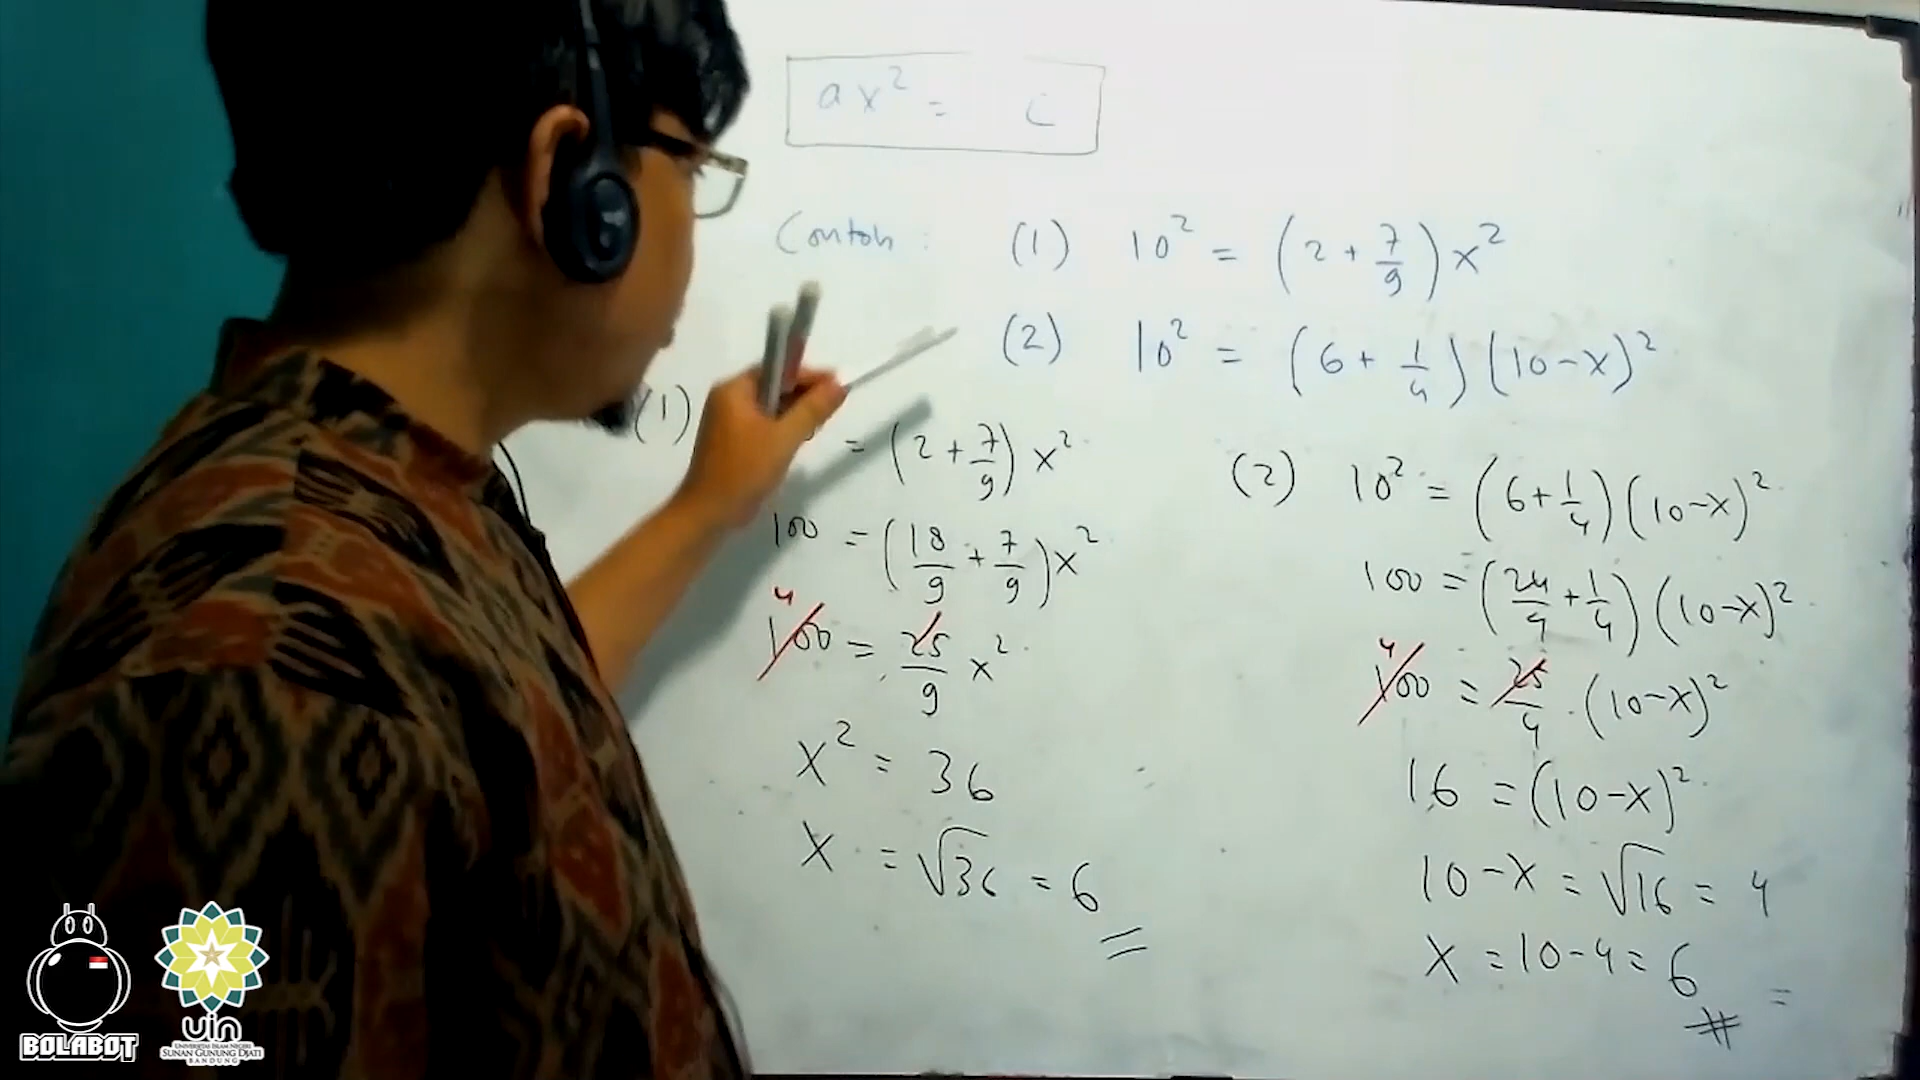 ax² = c
Contoh : (1) 10² = (2 + 7/9) x²
(2) 10² = (6 + 1/4) (10-x)²
(1) = (2 + 7/9) x²
100 = (18/9 + 7/9) x²
4
100 = 25/9 x²
x² = 36
x = √36 = 6
(2) 10² = (6 + 1/4) (10-x)²
100 = (24/4 + 1/4) (10-x)²
4
100 = 25/4 . (10-x)²
16 = (10-x)²
10 - x = √16 = 4
x = 10 - 4 = 6
BOLABOT
uin
UNIVERSITAS ISLAM NEGERI
SUNAN GUNUNG DJATI
BANDUNG